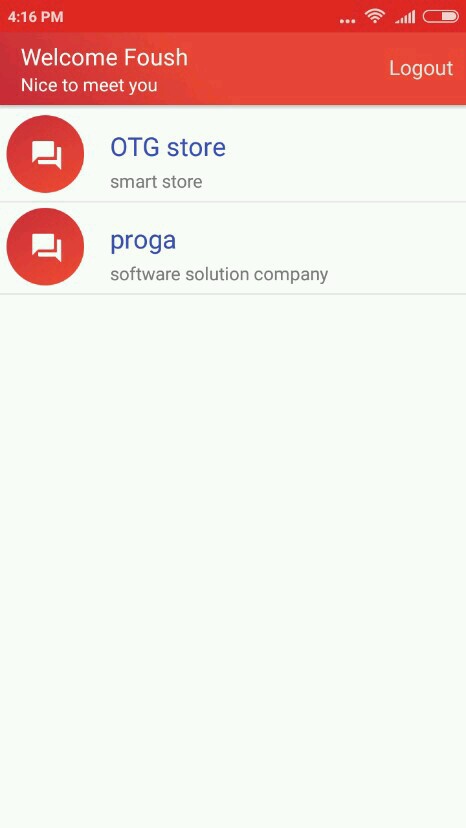 4:16 PM
Welcome Foush
Nice to meet you
Logout
OTG store
smart store
proga
software solution company